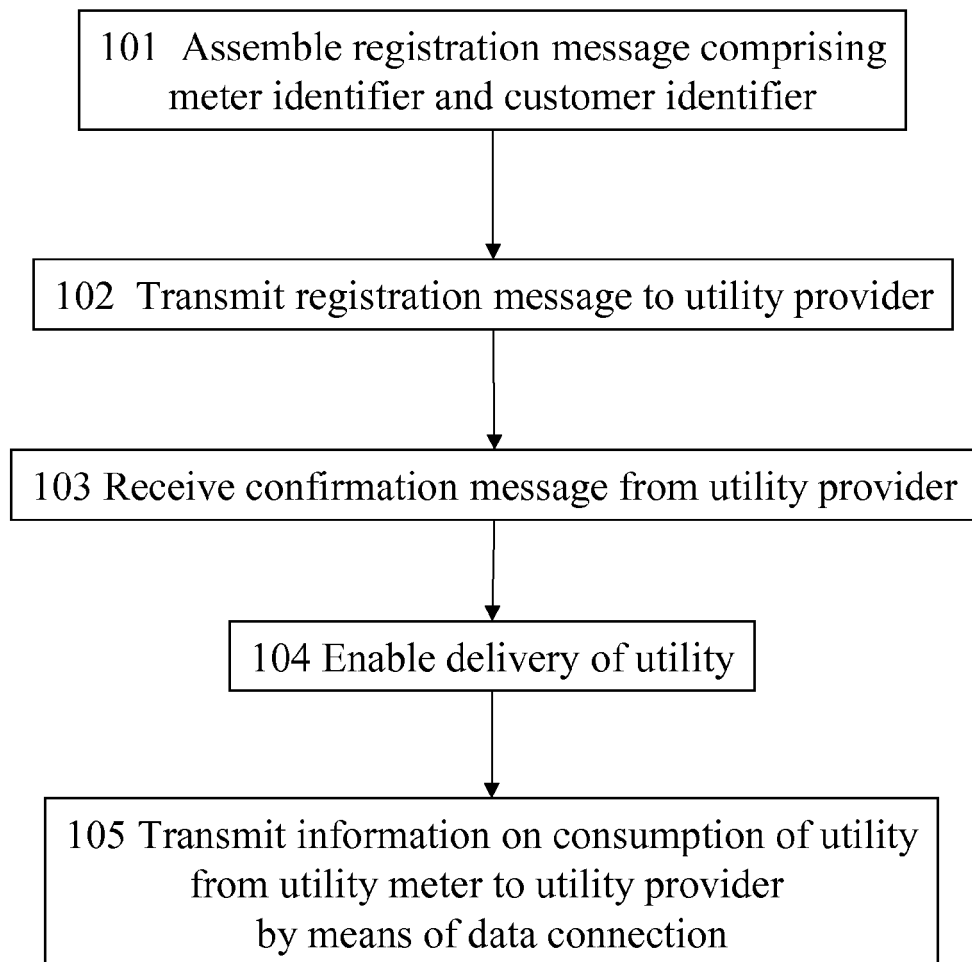 101  Assemble registration message comprising
meter identifier and customer identifier
102  Transmit registration message to utility provider
103 Receive confirmation message from utility provider
104 Enable delivery of utility
105 Transmit information on consumption of utility
from utility meter to utility provider
by means of data connection